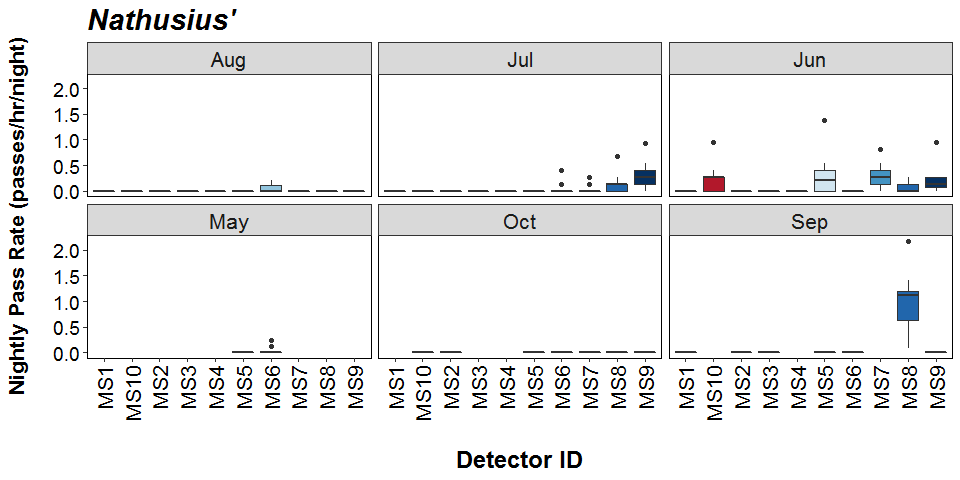 Nathusius'
Nightly Pass Rate (passes/hr/night)
Aug Jul Jun
2.0
1.5
1.0
0.5
0.0
May Oct Sep
2.0
1.5
1.0
0.5
0.0
MS1 MS10 MS2 MS3 MS4 MS5 MS6 MS7 MS8 MS9 MS1 MS10 MS2 MS3 MS4 MS5 MS6 MS7 MS8 MS9 MS1 MS10 MS2 MS3 MS4 MS5 MS6 MS7 MS8 MS9
Detector ID